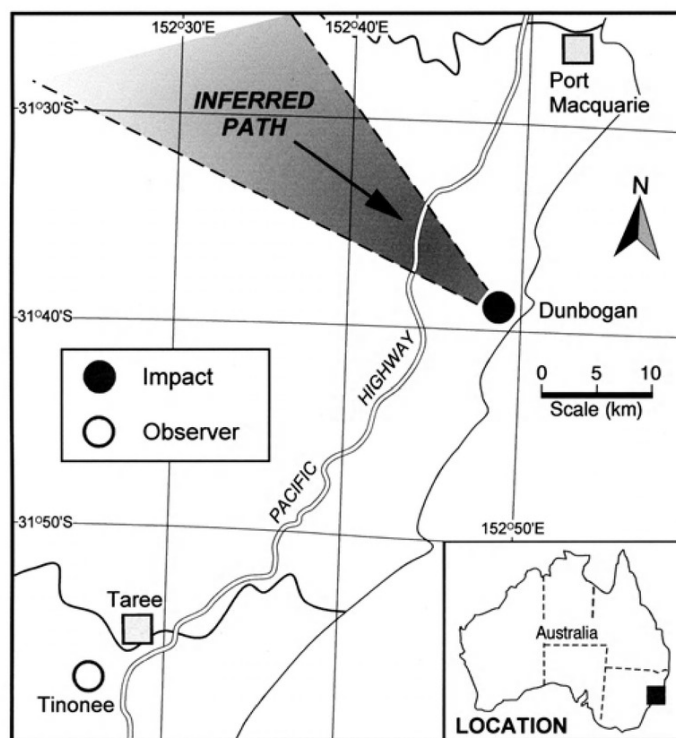 152°30'E
152°40'E
Port
Macquarie
31°30'S
INFERRED
PATH
N
31°40'S
Dunbogan
Impact
Observer
HIGHWAY
0 5 10
Scale (km)
PACIFIC
31°50'S
152°50'E
Taree
Tinonee
Australia
LOCATION